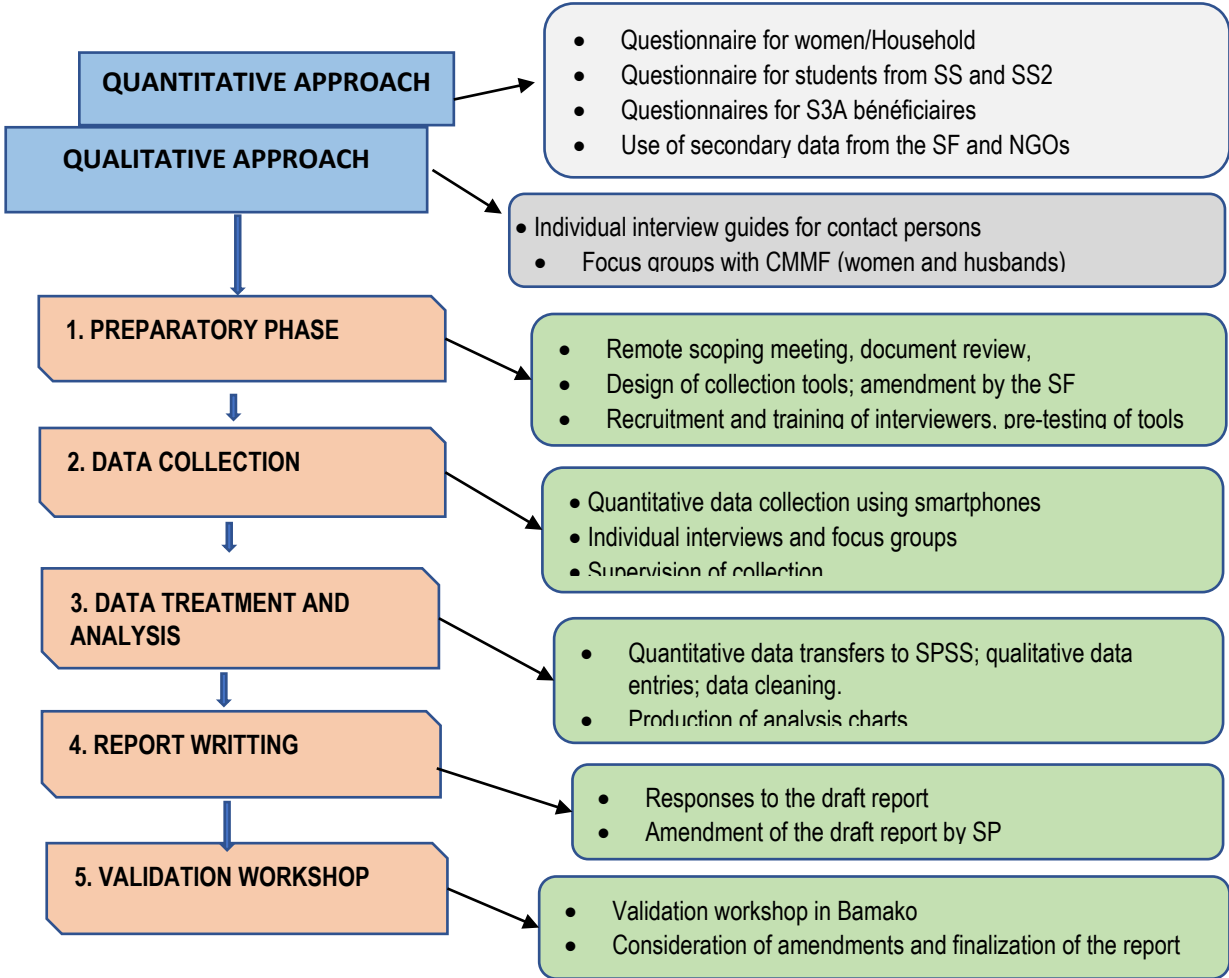 QUANTITATIVE APPROACH
• Questionnaire for women/Household
• Questionnaire for students from SS and SS2
• Questionnaires for S3A bénéficiaires
• Use of secondary data from the SF and NGOs
QUALITATIVE APPROACH
• Individual interview guides for contact persons
• Focus groups with CMMF (women and husbands)
1. PREPARATORY PHASE
• Remote scoping meeting, document review,
• Design of collection tools; amendment by the SF
• Recruitment and training of interviewers, pre-testing of tools
2. DATA COLLECTION
• Quantitative data collection using smartphones
• Individual interviews and focus groups
• Supervision of collection
3. DATA TREATMENT AND
ANALYSIS
• Quantitative data transfers to SPSS; qualitative data
entries; data cleaning.
• Production of analysis charts
4. REPORT WRITTING
• Responses to the draft report
• Amendment of the draft report by SP
5. VALIDATION WORKSHOP
• Validation workshop in Bamako
• Consideration of amendments and finalization of the report